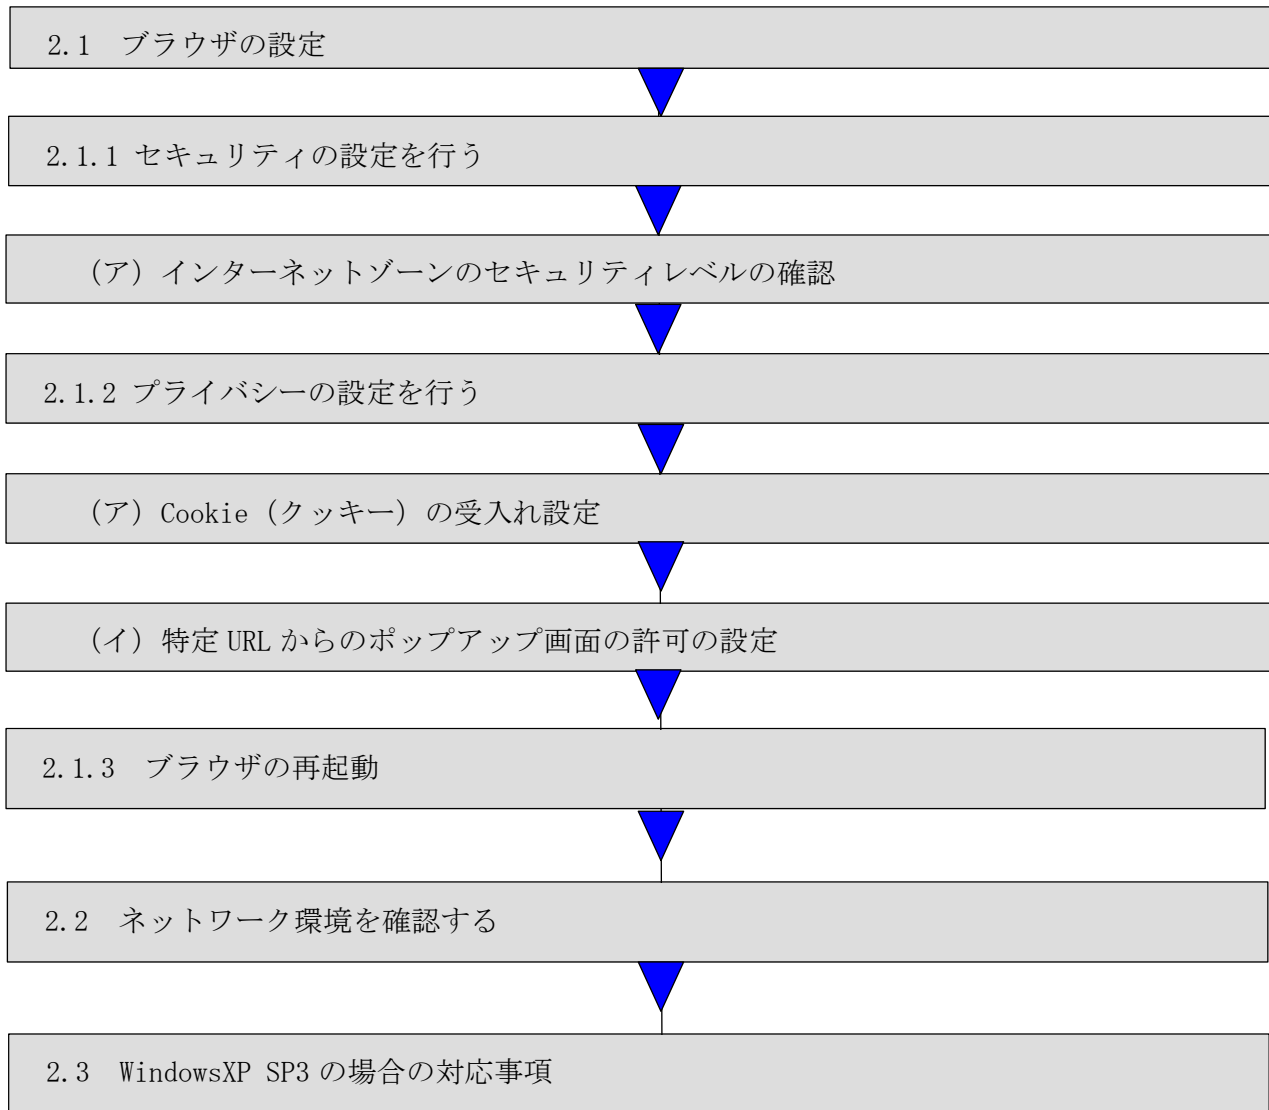 2.1　ブラウザの設定
2.1.1 セキュリティの設定を行う
（ア）インターネットゾーンのセキュリティレベルの確認
2.1.2 プライバシーの設定を行う
（ア）Cookie（クッキー）の受入れ設定
（イ）特定 URL からのポップアップ画面の許可の設定
2.1.3　ブラウザの再起動
2.2　ネットワーク環境を確認する
2.3　WindowsXP SP3 の場合の対応事項